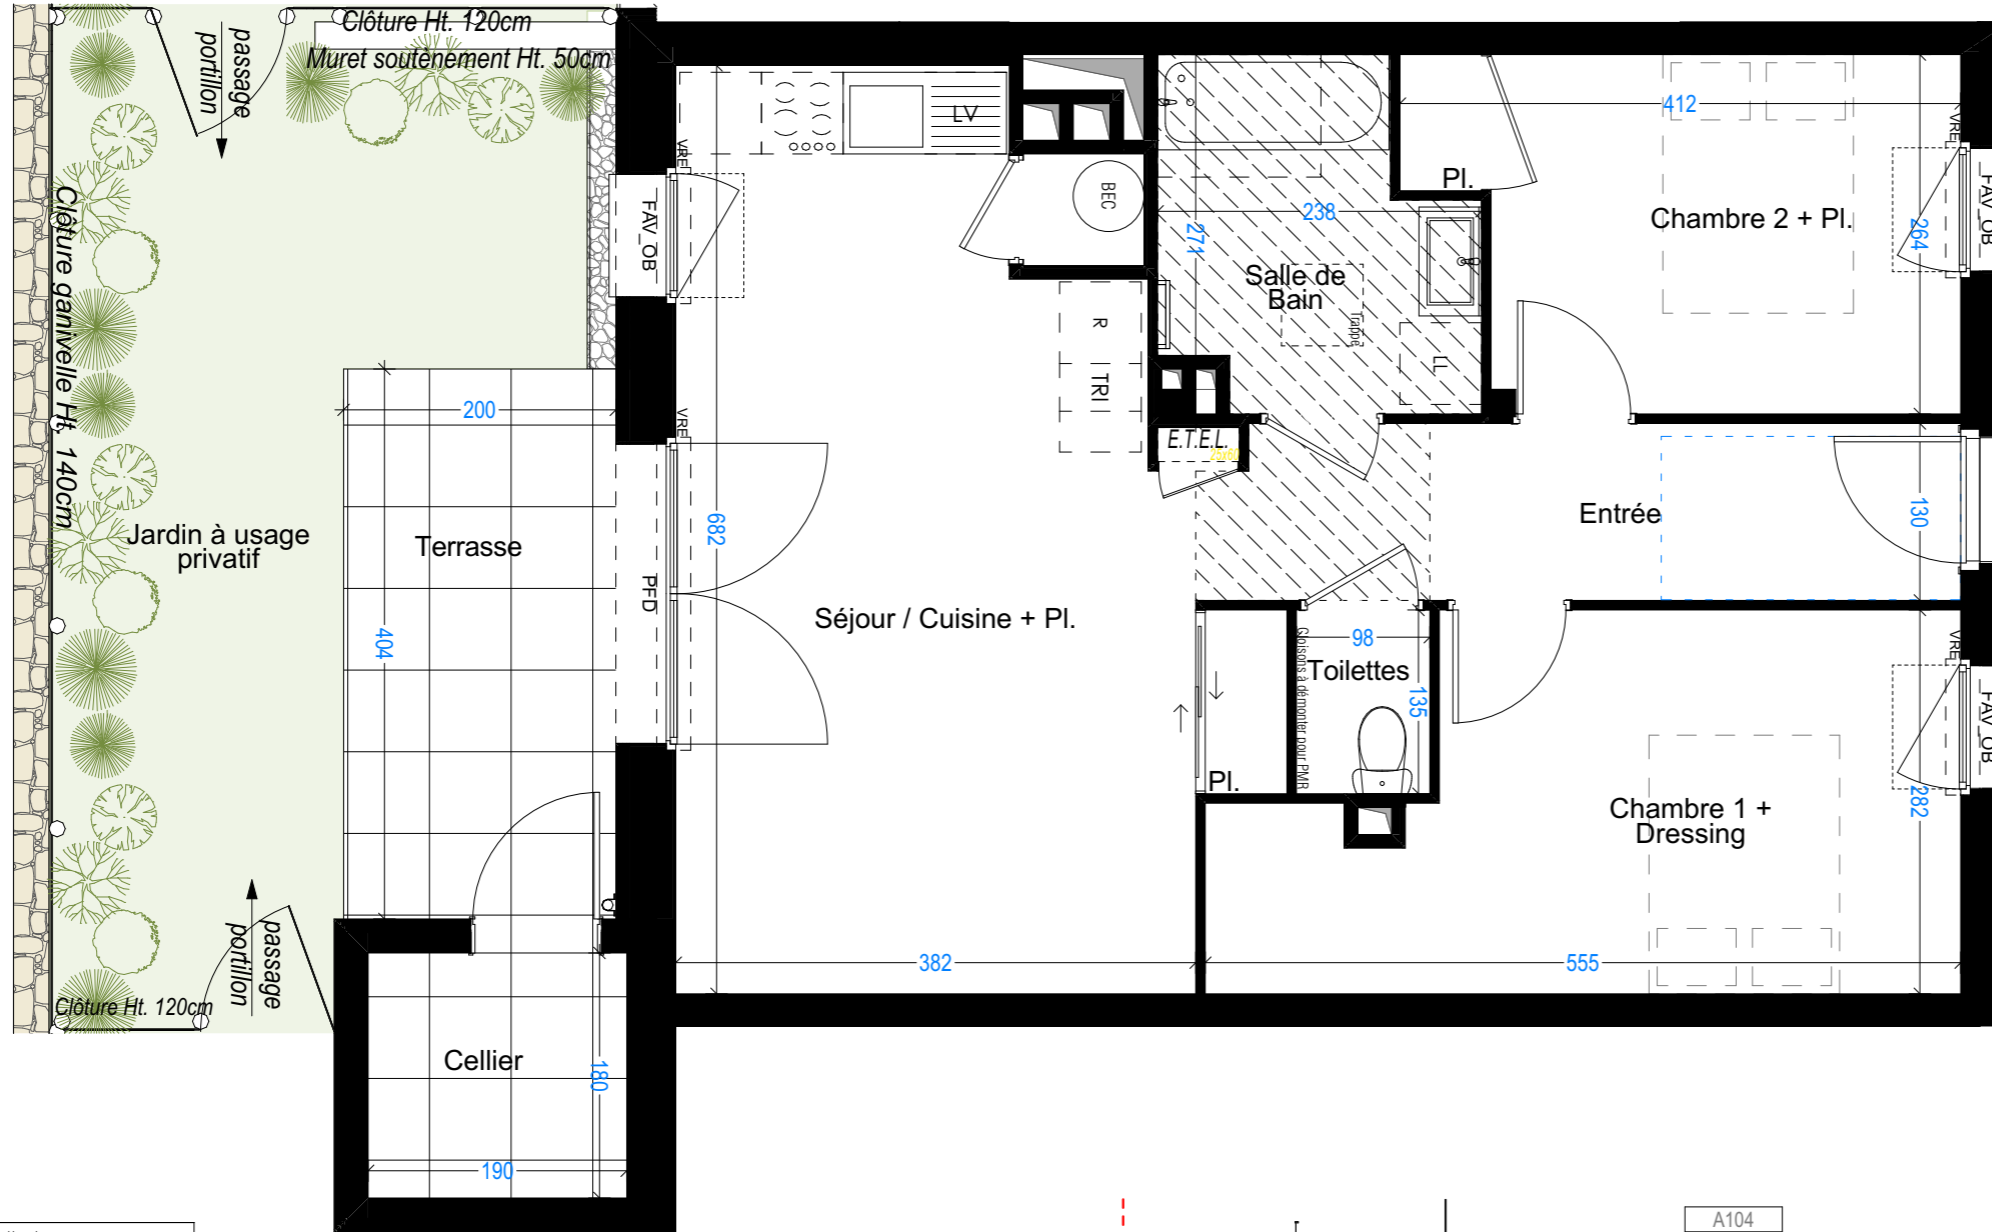 Clôture Ht. 120cm
Muret soutènement Ht. 50cm
passage
portillon
Clôture ganivelle Ht. 140cm
Jardin à usage
privatif
Terrasse
200
404
passage
portillon
Clôture Ht. 120cm
Cellier
180
190
VRE
FAV_OB
VRE
PFD
682
LV
BEC
R
TRI
Séjour / Cuisine + Pl.
382
238
271
Salle de
Bain
Trappe
LL
E.T.E.L.
25x60
Pl.
412
VRE
Chambre 2 + Pl.
264
FAV_OB
Entrée
130
98
Toilettes
135
Cloisons à démonter pour PMR
Pl.
VRE
FAV_OB
Chambre 1 +
Dressing
282
555
A104